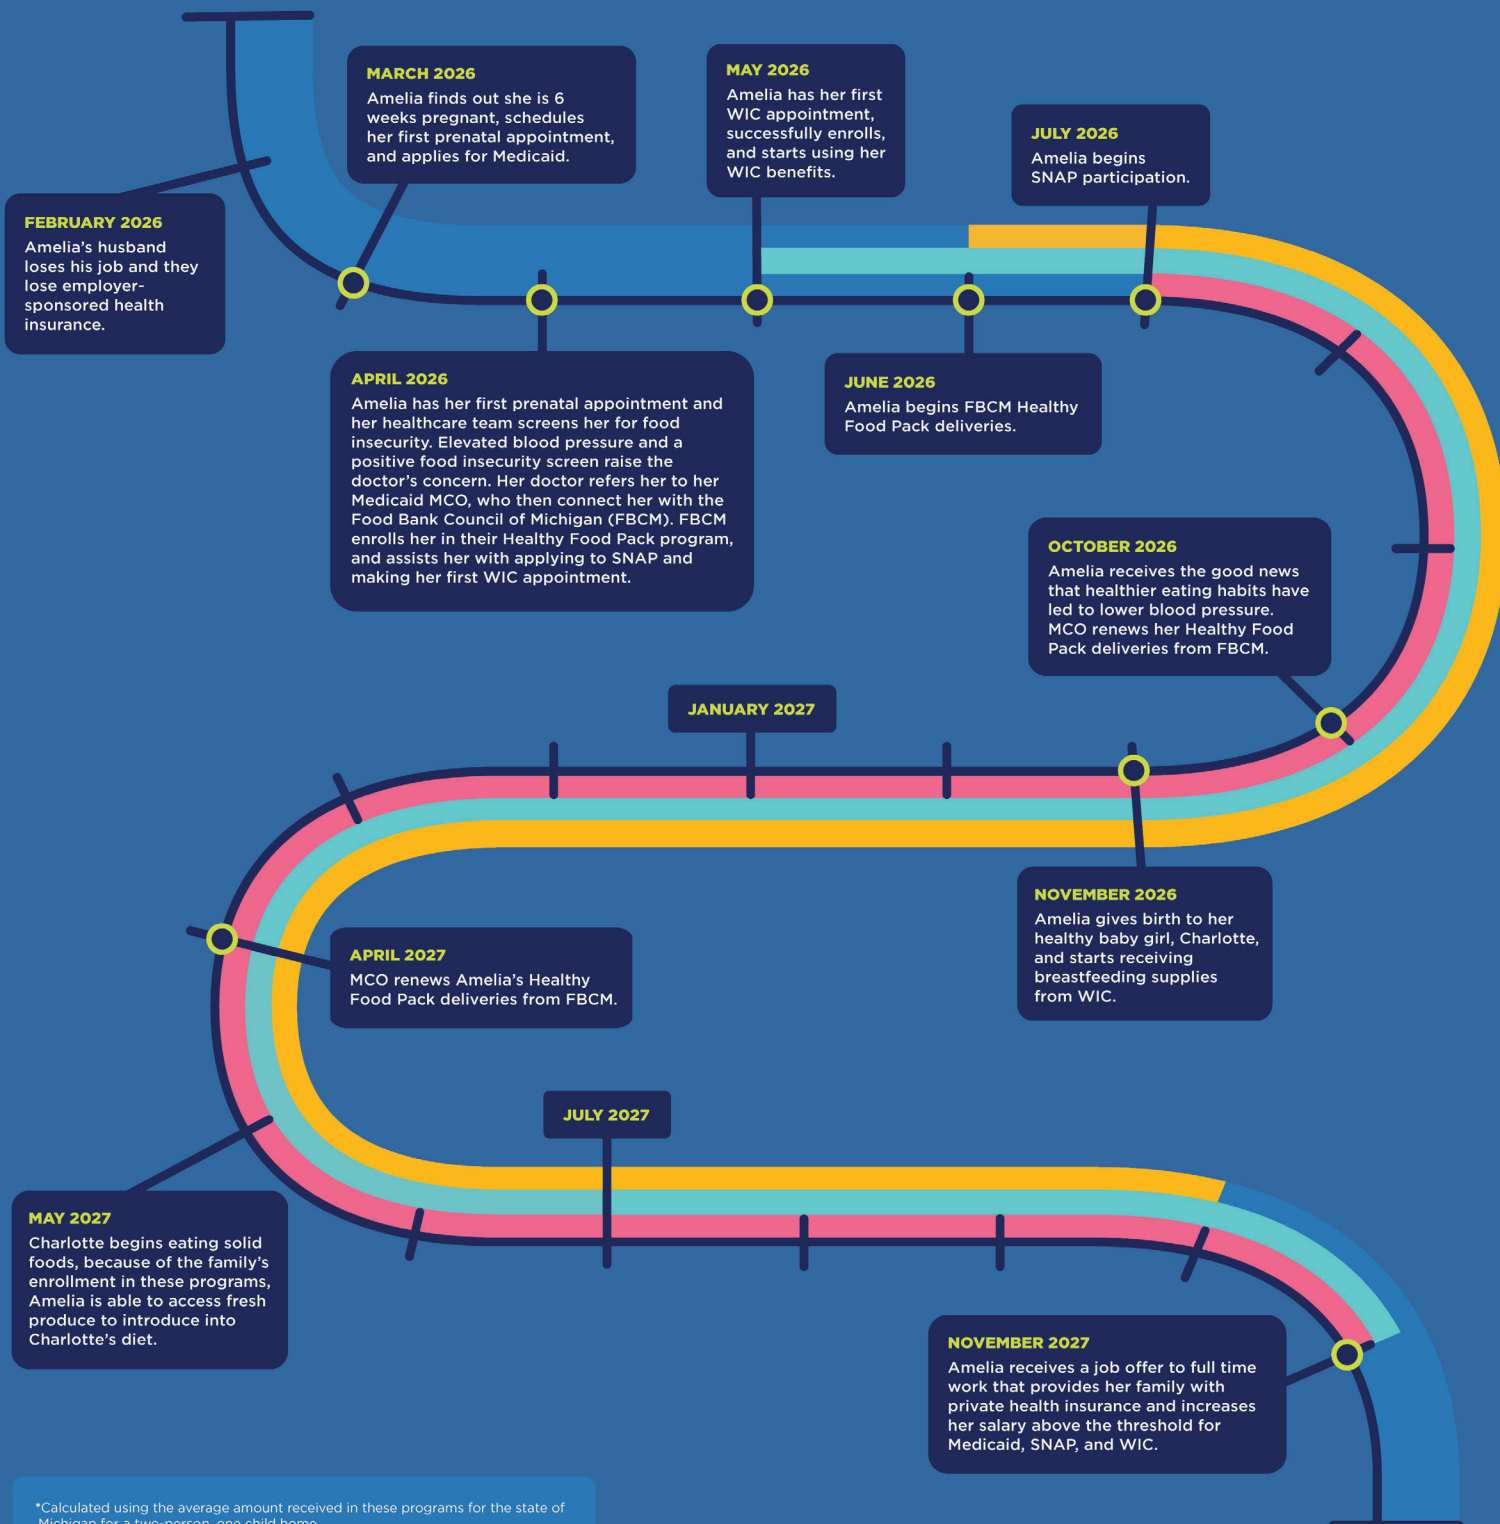 MARCH 2026
Amelia finds out she is 6
weeks pregnant, schedules
her first prenatal appointment,
and applies for Medicaid.
MAY 2026
Amelia has her first
WIC appointment,
successfully enrolls,
and starts using her
WIC benefits.
JULY 2026
Amelia begins
SNAP participation.
FEBRUARY 2026
Amelia's husband
loses his job and they
lose employer-
sponsored health
insurance.
APRIL 2026
Amelia has her first prenatal appointment and
her healthcare team screens her for food
insecurity. Elevated blood pressure and a
positive food insecurity screen raise the
doctor's concern. Her doctor refers her to her
Medicaid MCO, who then connect her with the
Food Bank Council of Michigan (FBCM). FBCM
enrolls her in their Healthy Food Pack program,
and assists her with applying to SNAP and
making her first WIC appointment.
JUNE 2026
Amelia begins FBCM Healthy
Food Pack deliveries.
OCTOBER 2026
Amelia receives the good news
that healthier eating habits have
led to lower blood pressure.
MCO renews her Healthy Food
Pack deliveries from FBCM.
JANUARY 2027
NOVEMBER 2026
Amelia gives birth to her
healthy baby girl, Charlotte,
and starts receiving
breastfeeding supplies
from WIC.
APRIL 2027
MCO renews Amelia's Healthy
Food Pack deliveries from FBCM.
JULY 2027
MAY 2027
Charlotte begins eating solid
foods, because of the family's
enrollment in these programs,
Amelia is able to access fresh
produce to introduce into
Charlotte's diet.
NOVEMBER 2027
Amelia receives a job offer to full time
work that provides her family with
private health insurance and increases
her salary above the threshold for
Medicaid, SNAP, and WIC.
*Calculated using the average amount received in these programs for the state of
Michigan for a two-person, one child home